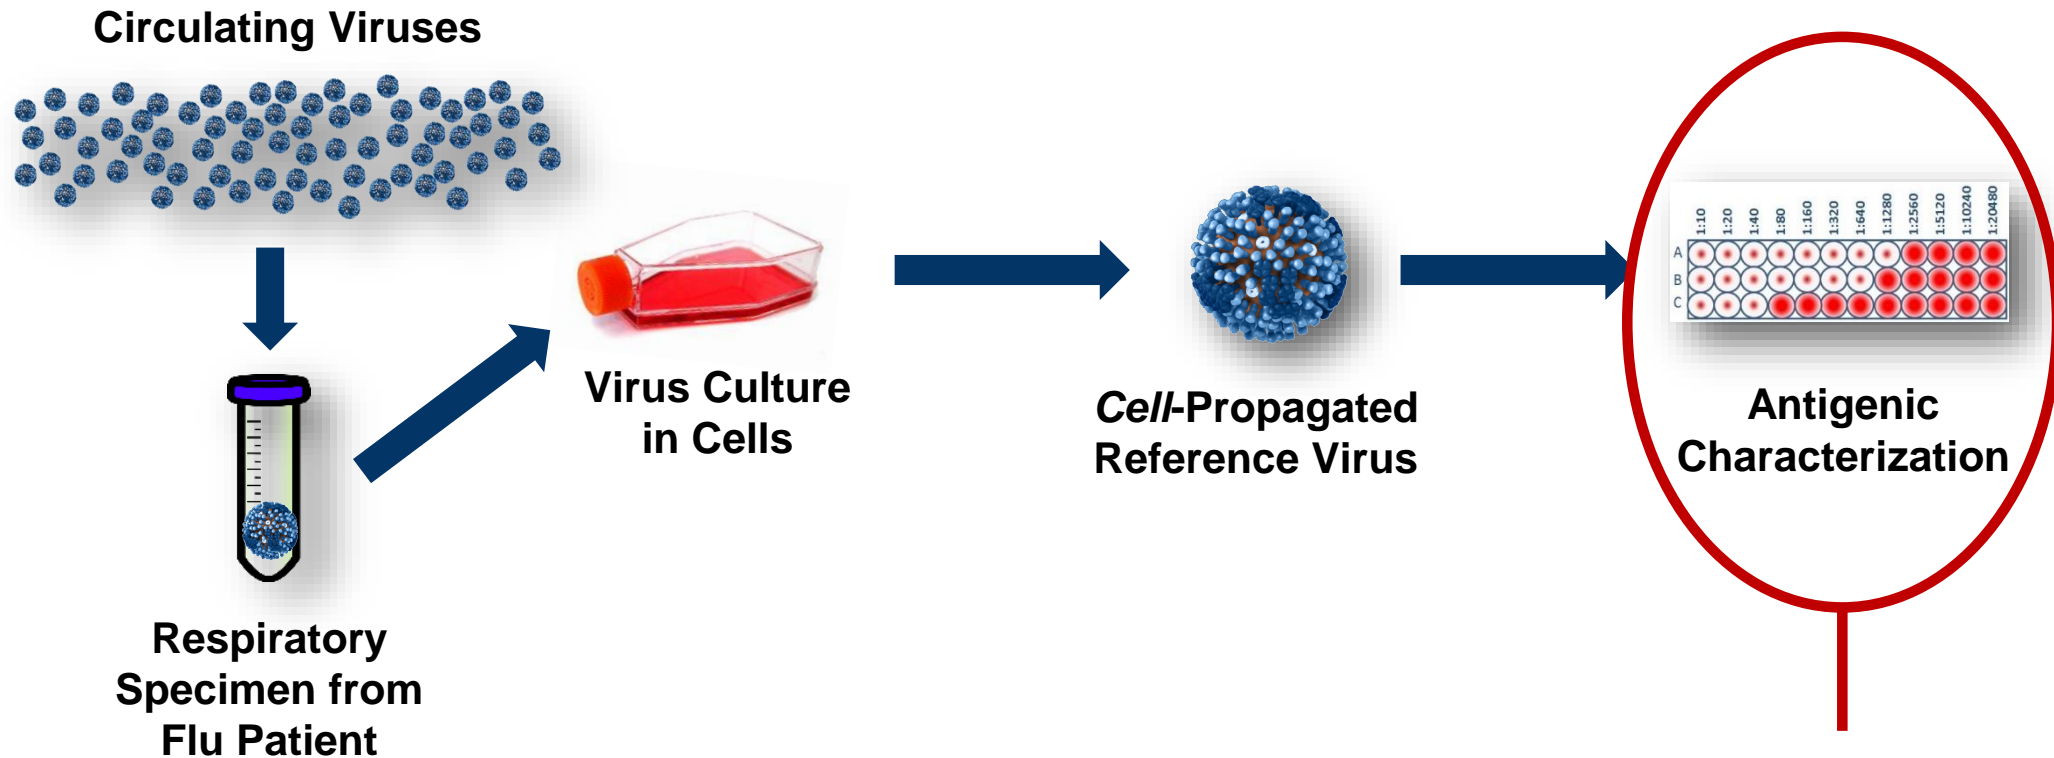 Circulating Viruses
Respiratory
Specimen from
Flu Patient
Virus Culture
in Cells
Cell-Propagated
Reference Virus
1:10 1:20 1:40 1:80 1:160 1:320 1:640 1:1280 1:2560 1:5120 1:10240 1:20480
A
B
C
Antigenic
Characterization